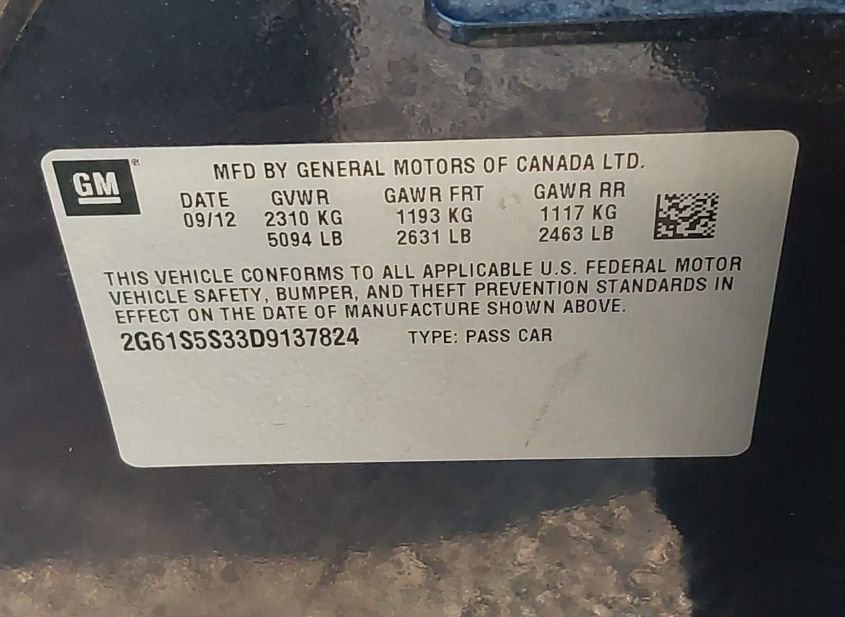 GM
MFD BY GENERAL MOTORS OF CANADA LTD.
DATE GVWR GAWR FRT GAWR RR
09/12 2310 KG 1193 KG 1117 KG
5094 LB 2631 LB 2463 LB
THIS VEHICLE CONFORMS TO ALL APPLICABLE U.S. FEDERAL MOTOR
VEHICLE SAFETY, BUMPER, AND THEFT PREVENTION STANDARDS IN
EFFECT ON THE DATE OF MANUFACTURE SHOWN ABOVE.
2G61S5S33D9137824 TYPE: PASS CAR